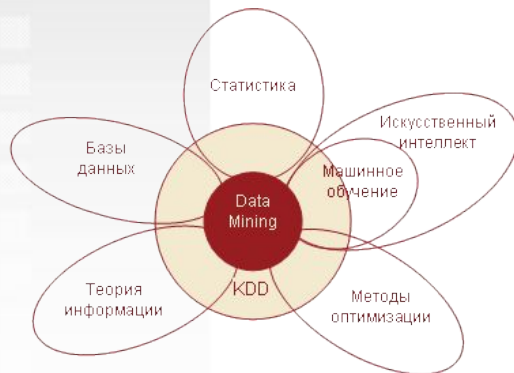 Статистика
Искусственный
интеллект
Базы
данных
Машинное
обучение
Data
Mining
KDD
Теория
информации
Методы
оптимизации